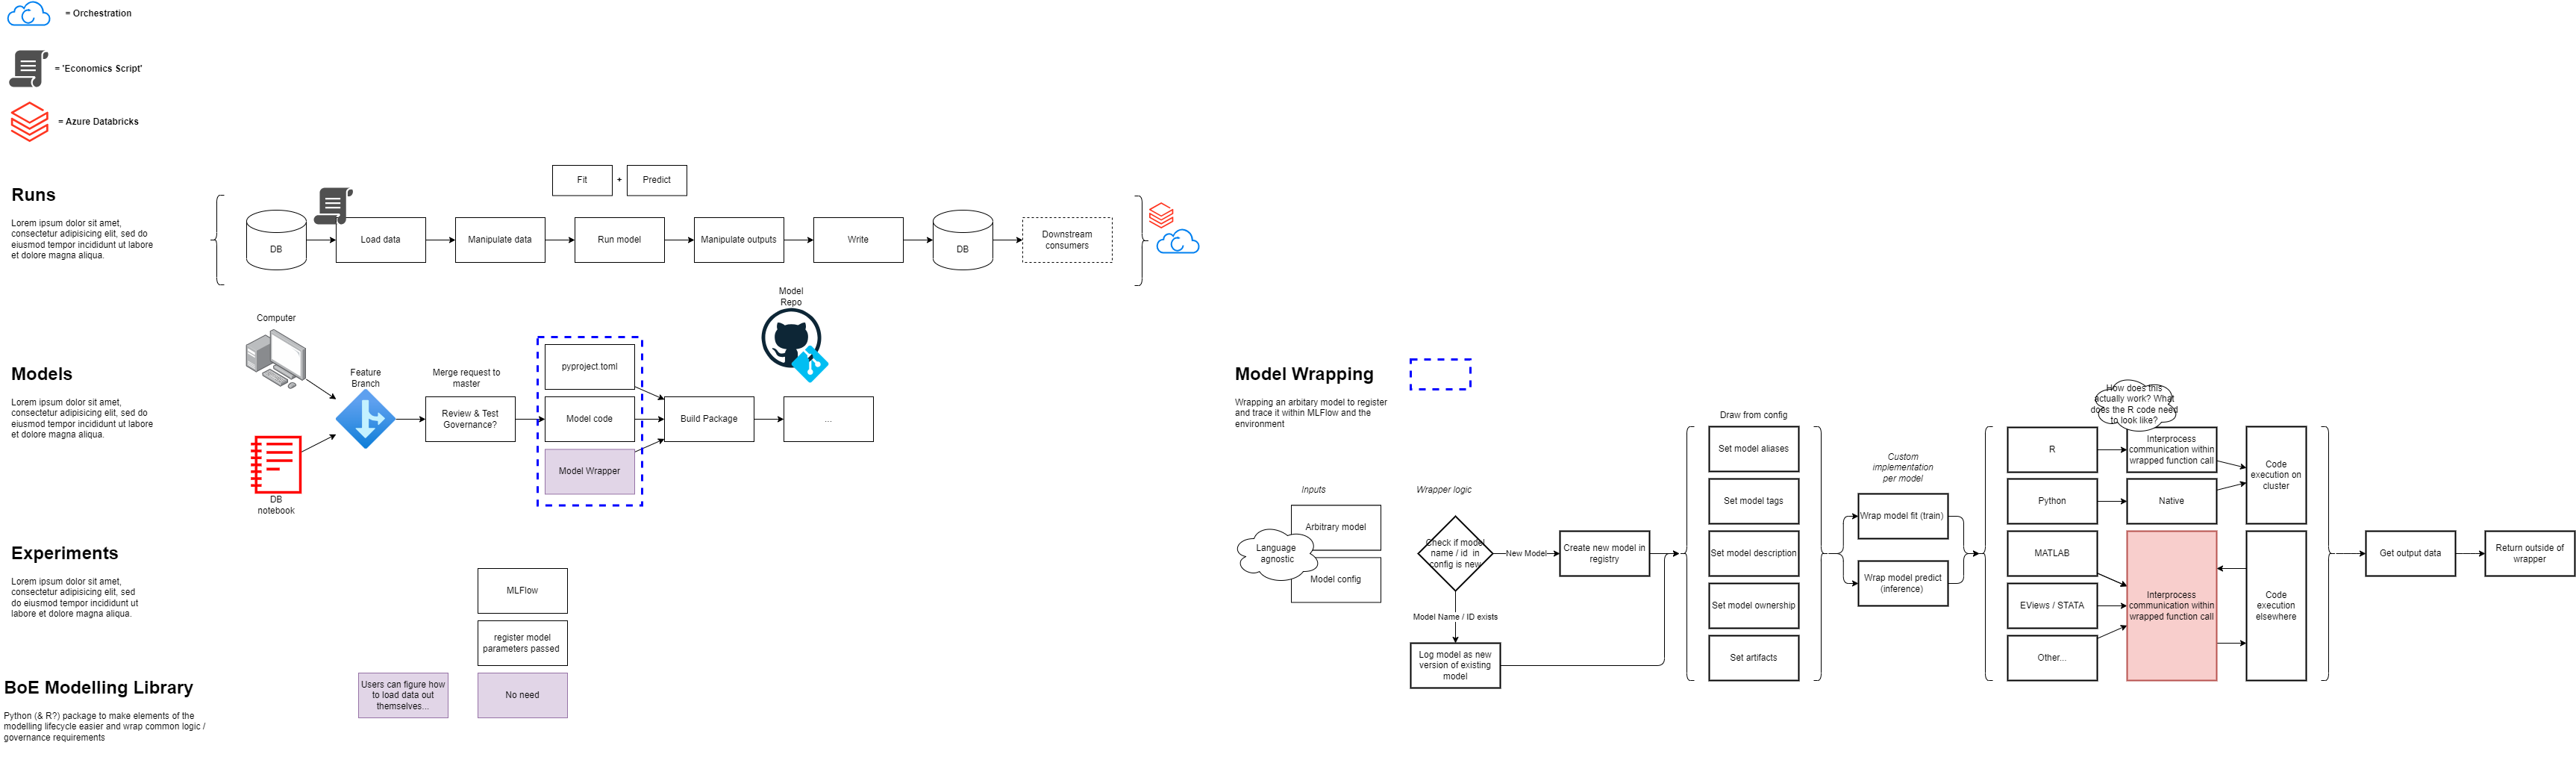 = Orchestration
= 'Economics Script'
= Azure Databricks
Runs
Lorem ipsum dolor sit amet,
consectetur adipisicing elit, sed do
eiusmod tempor incididunt ut labore
et dolore magna aliqua.
Fit
+
Predict
DB
Load data
Manipulate data
Run model
Manipulate outputs
Write
DB
Downstream
consumers
Models
Lorem ipsum dolor sit amet,
consectetur adipisicing elit, sed do
eiusmod tempor incididunt ut labore
et dolore magna aliqua.
Computer
DB
notebook
Feature
Branch
Merge request to
master
Review & Test
Governance?
pyproject.toml
Model code
Model Wrapper
Model
Repo
Build Package
...
Experiments
Lorem ipsum dolor sit amet,
consectetur adipisicing elit, sed
do eiusmod tempor incididunt ut
labore et dolore magna aliqua.
MLFlow
register model
parameters passed
BoE Modelling Library
Python (& R?) package to make elements of the
modelling lifecycle easier and wrap common logic /
governance requirements
Users can figure how
to load data out
themselves...
No need
Model Wrapping
Wrapping an arbitary model to register
and trace it within MLFlow and the
environment
Inputs
Arbitrary model
Language
agnostic
Model config
Wrapper logic
Check if model
name / id in
config is new
New Model
Create new model in
registry
Model Name / ID exists
Log model as new
version of existing
model
Draw from config
Set model aliases
Set model tags
Set model description
Set model ownership
Set artifacts
Custom
implementation
per model
Wrap model fit (train)
Wrap model predict
(inference)
R
Python
MATLAB
EViews / STATA
Other...
How does this
actually work? What
does the R code need
to look like?
Interprocess
communication within
wrapped function call
Native
Interprocess
communication within
wrapped function call
Code
execution on
cluster
Code
execution
elsewhere
Get output data
Return outside of
wrapper